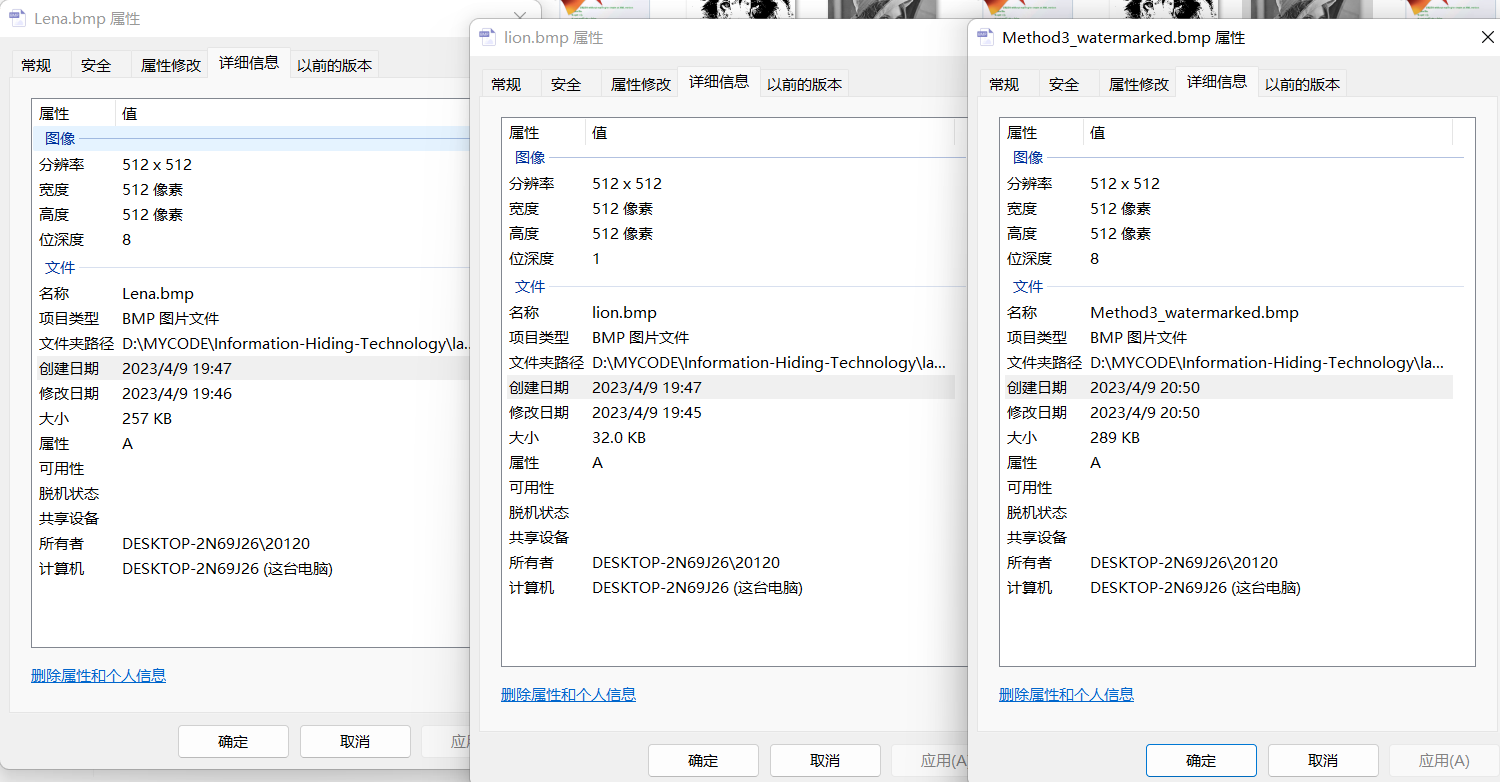 Lena.bmp 属性
常规 安全 属性修改 详细信息 以前的版本
属性 值
图像
分辨率 512 x 512
宽度 512 像素
高度 512 像素
位深度 8
文件
名称 Lena.bmp
项目类型 BMP 图片文件
文件夹路径 D:\MYCODE\Information-Hiding-Technology\la...
创建日期 2023/4/9 19:47
修改日期 2023/4/9 19:46
大小 257 KB
属性 A
可用性
脱机状态
共享设备
所有者 DESKTOP-2N69J26\20120
计算机 DESKTOP-2N69J26 (这台电脑)
删除属性和个人信息
确定 取消 应
lion.bmp 属性
常规 安全 属性修改 详细信息 以前的版本
属性 值
图像
分辨率 512 x 512
宽度 512 像素
高度 512 像素
位深度 1
文件
名称 lion.bmp
项目类型 BMP 图片文件
文件夹路径 D:\MYCODE\Information-Hiding-Technology\la...
创建日期 2023/4/9 19:47
修改日期 2023/4/9 19:45
大小 32.0 KB
属性 A
可用性
脱机状态
共享设备
所有者 DESKTOP-2N69J26\20120
计算机 DESKTOP-2N69J26 (这台电脑)
删除属性和个人信息
确定 取消 应用(A
Method3_watermarked.bmp 属性
常规 安全 属性修改 详细信息 以前的版本
属性 值
图像
分辨率 512 x 512
宽度 512 像素
高度 512 像素
位深度 8
文件
名称 Method3_watermarked.bmp
项目类型 BMP 图片文件
文件夹路径 D:\MYCODE\Information-Hiding-Technology\la...
创建日期 2023/4/9 20:50
修改日期 2023/4/9 20:50
大小 289 KB
属性 A
可用性
脱机状态
共享设备
所有者 DESKTOP-2N69J26\20120
计算机 DESKTOP-2N69J26 (这台电脑)
删除属性和个人信息
确定 取消 应用(A)